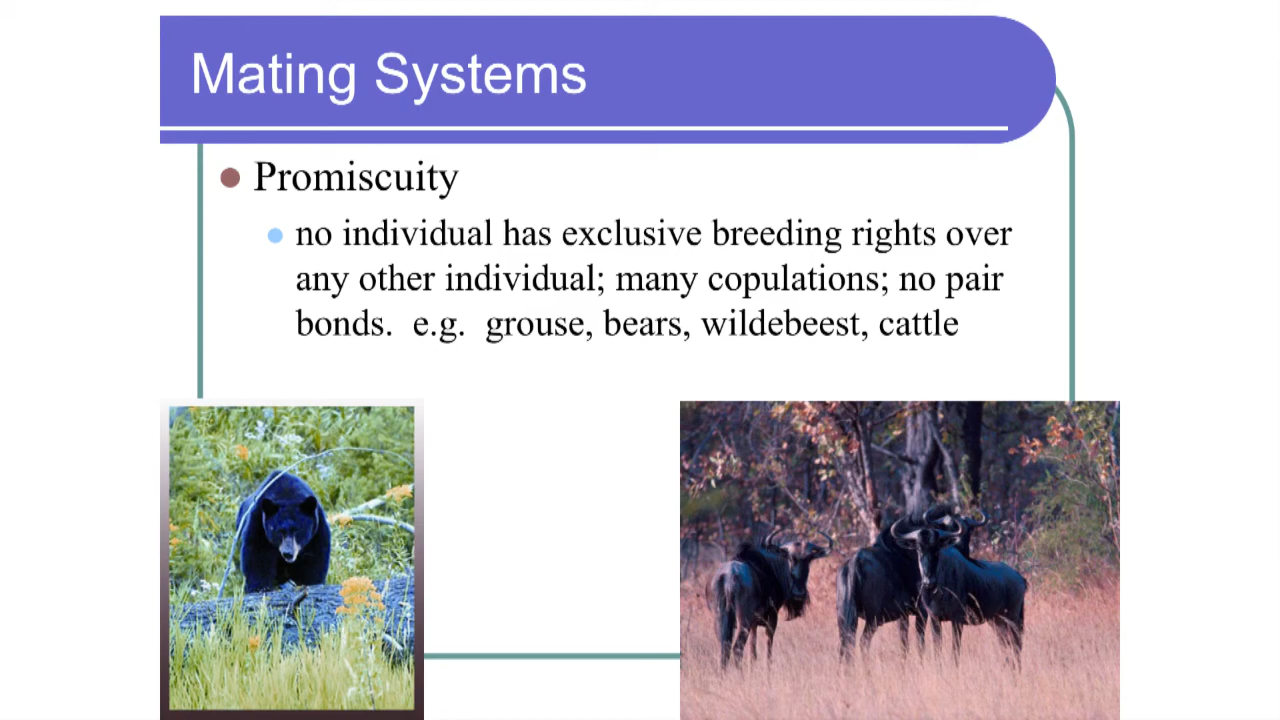 Mating Systems
Promiscuity
no individual has exclusive breeding rights over
any other individual; many copulations; no pair
bonds.  e.g.  grouse, bears, wildebeest, cattle